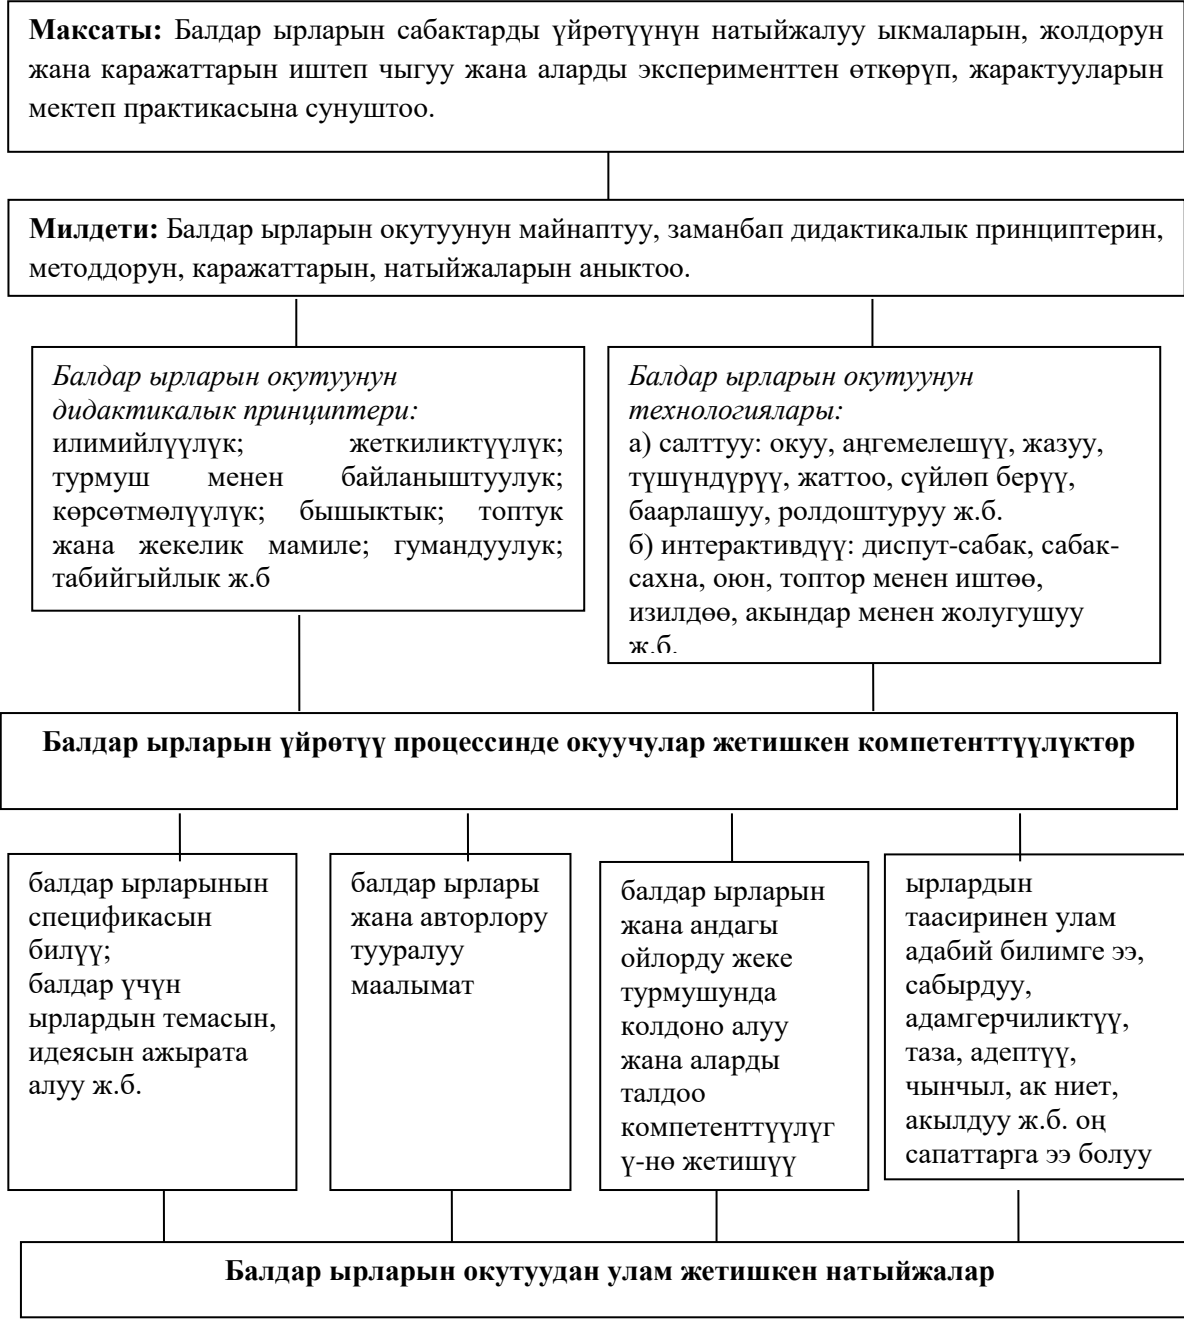 Максаты: Балдар ырларын сабактарды үйрөтүүнүн натыйжалуу ыкмаларын, жолдорун
жана каражаттарын иштеп чыгуу жана аларды эксперименттен өткөрүп, жарактууларын
мектеп практикасына сунуштоо.
Милдети: Балдар ырларын окутуунун майнаптуу, заманбап дидактикалык принциптерин,
методдорун, каражаттарын, натыйжаларын аныктоо.
Балдар ырларын окутуунун
дидактикалык принциптери:
илимийлүүлүк; жеткиликтүүлүк;
турмуш менен байланыштуулук;
көрсөтмөлүүлүк; бышыктык; топтук
жана жекелик мамиле; гумандуулук;
табийгыйлык ж.б
Балдар ырларын окутуунун
технологиялары:
а) салттуу: окуу, аңгемелешүү, жазуу,
түшүндүрүү, жаттоо, сүйлөп берүү,
баарлашуу, ролдоштуруу ж.б.
б) интерактивдүү: диспут-сабак, сабак-
сахна, оюн, топтор менен иштөө,
изилдөө, акындар менен жолугушуу
ж.б.
Балдар ырларын үйрөтүү процессинде окуучулар жетишкен компетенттүүлүктөр
балдар ырларынын
спецификасын
билүү;
балдар үчүн
ырлардын темасын,
идеясын ажырата
алуу ж.б.
балдар ырлары
жана авторлору
тууралуу
маалымат
балдар ырларын
жана андагы
ойлорду жеке
турмушунда
колдоно алуу
жана аларды
талдоо
компетенттүүлүг
ү-нө жетишүү
ырлардын
таасиринен улам
адабий билимге ээ,
сабырдуу,
адамгерчиликтүү,
таза, адептүү,
чынчыл, ак ниет,
акылдуу ж.б. оң
сапаттарга ээ болуу
Балдар ырларын окутуудан улам жетишкен натыйжалар